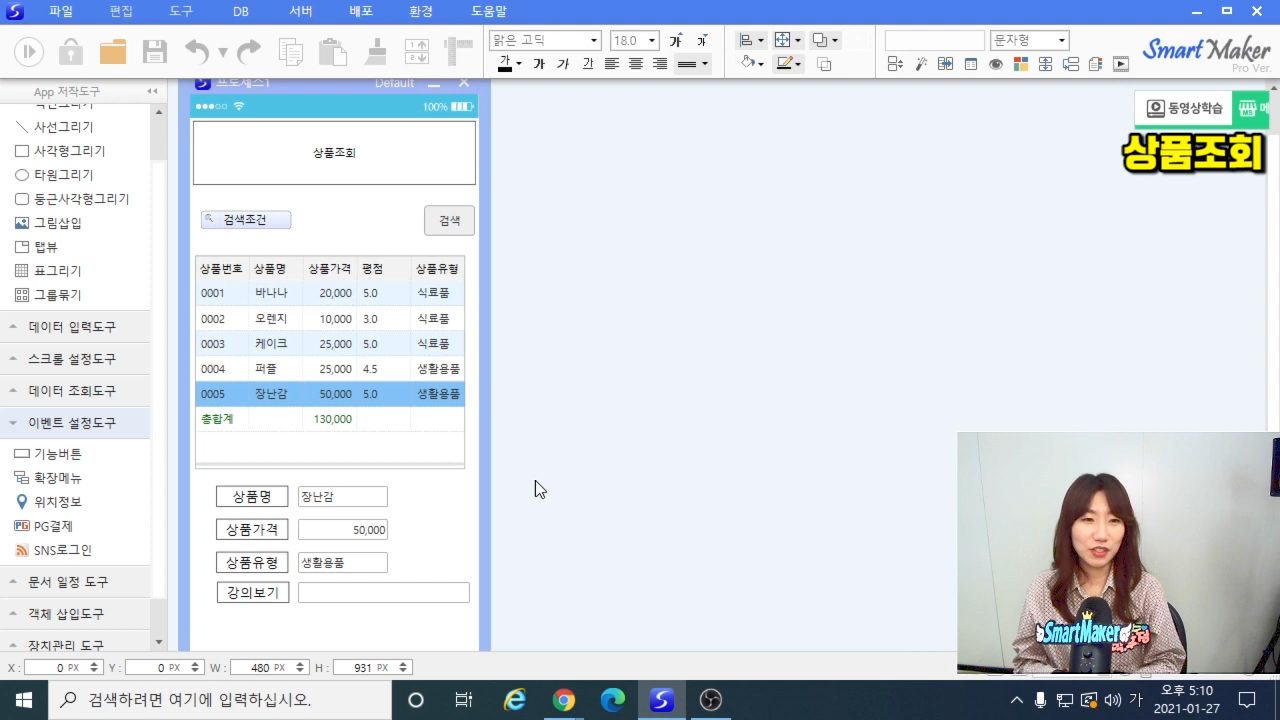 파일 편집 도구 DB 서버 배포 환경 도움말
맑은 고딕 18.0 가 가 문자형
가 가 가 가
SmartMaker
Pro Ver.
App 저작도구
사선그리기
사각형그리기
타원그리기
둥근사각형그리기
그림삽입
탭뷰
표그리기
그룹묶기
데이터 입력도구
스크롤 설정도구
데이터 조회도구
이벤트 설정도구
기능버튼
확장메뉴
위치정보
PG PG결제
SNS로그인
문서 일정 도구
객체 삽입도구
장치관리 도구
프로세스1 Default
100%
상품조회
검색조건 검색
상품번호 상품명 상품가격 평점 상품유형
0001 바나나 20,000 5.0 식료품
0002 오렌지 10,000 3.0 식료품
0003 케이크 25,000 5.0 식료품
0004 퍼플 25,000 4.5 생활용품
0005 장난감 50,000 5.0 생활용품
총합계 130,000
상품명 장난감
상품가격 50,000
상품유형 생활용품
강의보기
동영상학습
MS 메
상품조회
SmartMaker
X : 0 PX Y : 0 PX W : 480 PX H : 931 PX
검색하려면 여기에 입력하십시오.
가
오후 5:10
2021-01-27